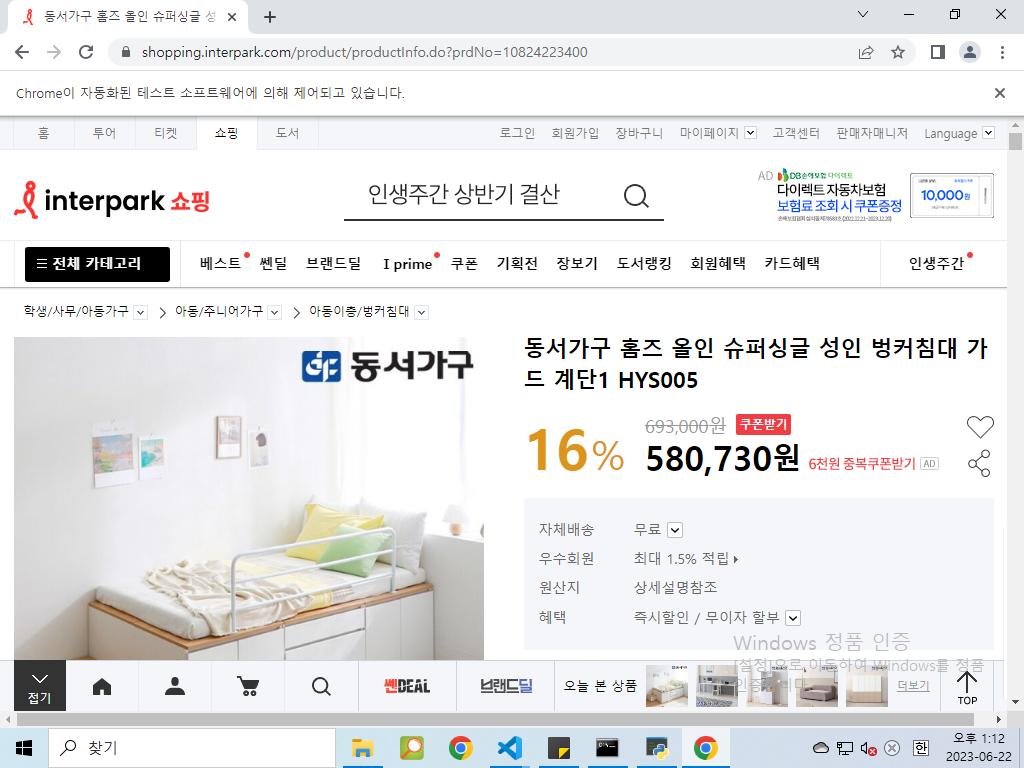 동서가구 홈즈 올인 슈퍼싱글 성
shopping.interpark.com/product/productInfo.do?prdNo=10824223400
Chrome이 자동화된 테스트 소프트웨어에 의해 제어되고 있습니다.
홈 투어 티켓 쇼핑 도서 로그인 회원가입 장바구니 마이페이지 고객센터 판매자매니저 Language
interpark 쇼핑
인생주간 상반기 결산
AD DB손해보험 다이렉트
다이렉트 자동차보험
보험료 조회 시 쿠폰증정
10,000원
전체 카테고리 베스트 쎈딜 브랜드딜 I prime 쿠폰 기획전 장보기 도서랭킹 회원혜택 카드혜택 인생주간
학생/사무/아동가구 아동/주니어가구 아동이층/벙커침대
동서가구
동서가구 홈즈 올인 슈퍼싱글 성인 벙커침대 가
드 계단1 HYS005
16%
693,000원 쿠폰받기
580,730원 6천원 중복쿠폰받기 AD
자체배송 무료
우수회원 최대 1.5% 적립
원산지 상세설명참조
혜택 즉시할인 / 무이자 할부
Windows 정품 인증
[설정]으로 이동하여 Windows를 정품
인증합니다.
접기 쎈DEAL 브랜드딜 오늘 본 상품 더보기 TOP
찾기
한
오후 1:12
2023-06-22